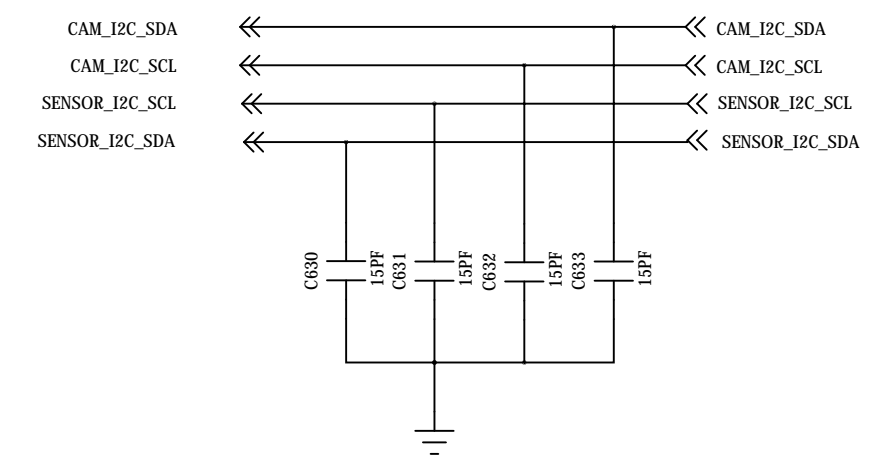 CAM_I2C_SDA CAM_I2C_SDA
CAM_I2C_SCL CAM_I2C_SCL
SENSOR_I2C_SCL SENSOR_I2C_SCL
SENSOR_I2C_SDA SENSOR_I2C_SDA
C630 15PF C631 15PF C632 15PF C633 15PF